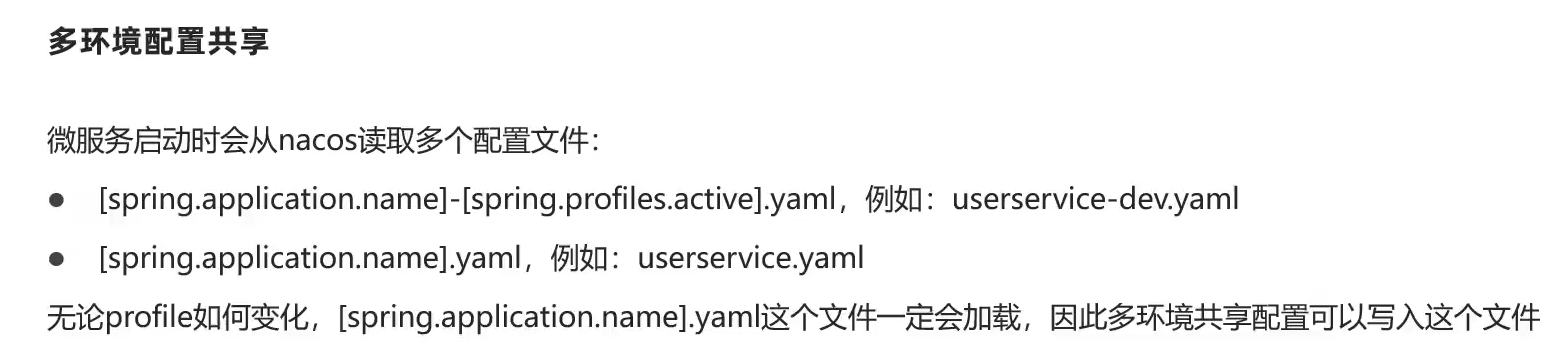 多环境配置共享
微服务启动时会从nacos读取多个配置文件：
● [spring.application.name]-[spring.profiles.active].yaml，例如：userservice-dev.yaml
● [spring.application.name].yaml，例如：userservice.yaml
无论profile如何变化，[spring.application.name].yaml这个文件一定会加载，因此多环境共享配置可以写入这个文件